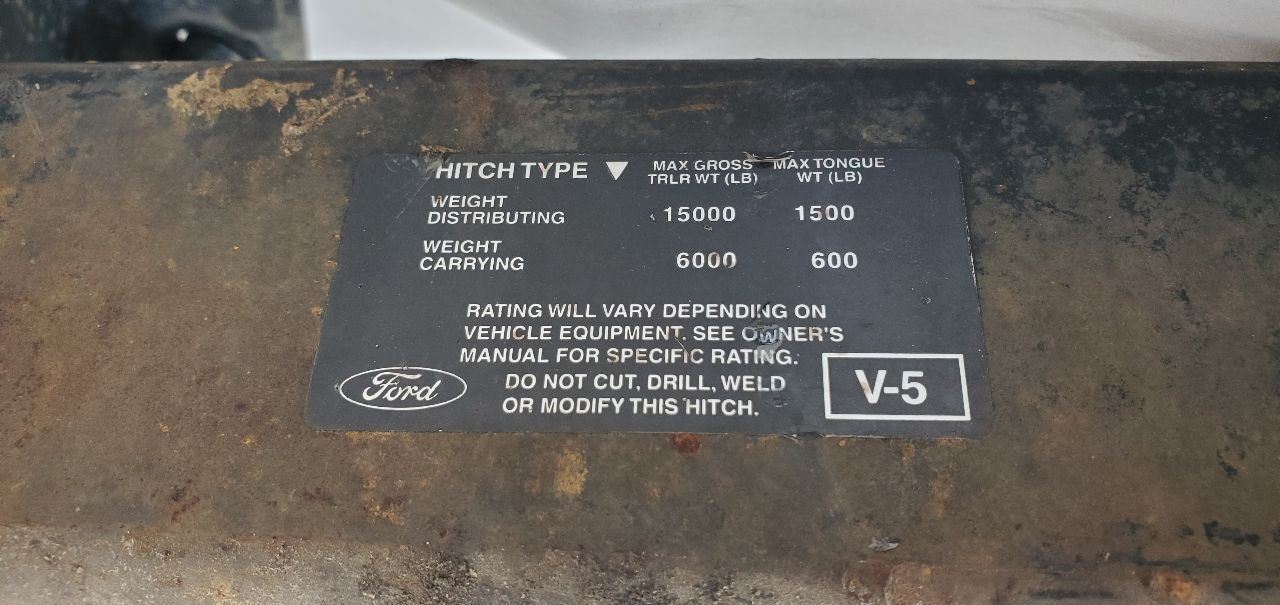 HITCH TYPE ▼ MAX GROSS TRLR WT (LB) MAX TONGUE WT (LB)
WEIGHT DISTRIBUTING 15000 1500
WEIGHT CARRYING 6000 600
RATING WILL VARY DEPENDING ON
VEHICLE EQUIPMENT. SEE OWNER'S
MANUAL FOR SPECIFIC RATING.
DO NOT CUT, DRILL, WELD
OR MODIFY THIS HITCH.
Ford
V-5